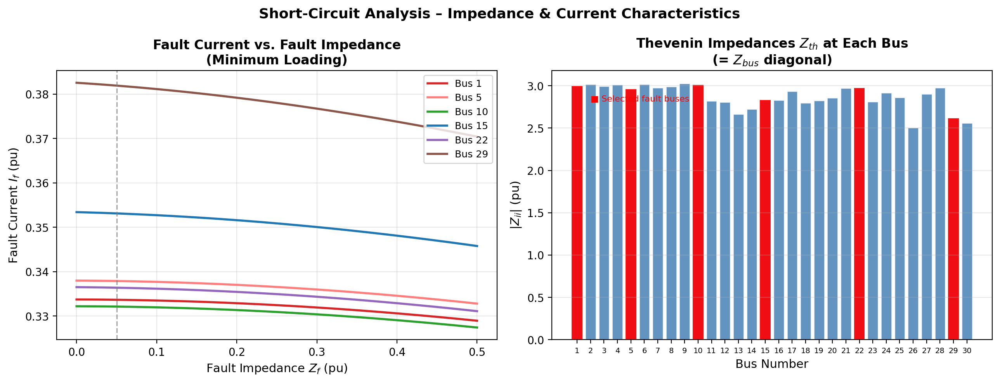 Short-Circuit Analysis – Impedance & Current Characteristics
Fault Current vs. Fault Impedance
(Minimum Loading)
Fault Current I_f (pu)
0.38
0.37
0.36
0.35
0.34
0.33
Bus 1
Bus 5
Bus 10
Bus 15
Bus 22
Bus 29
0.0 0.1 0.2 0.3 0.4 0.5
Fault Impedance Z_f (pu)
Thevenin Impedances Z_th at Each Bus
(= Z_bus diagonal)
|Z_ii| (pu)
3.0
2.5
2.0
1.5
1.0
0.5
0.0
■ Selected fault buses
1 2 3 4 5 6 7 8 9 10 11 12 13 14 15 16 17 18 19 20 21 22 23 24 25 26 27 28 29 30
Bus Number